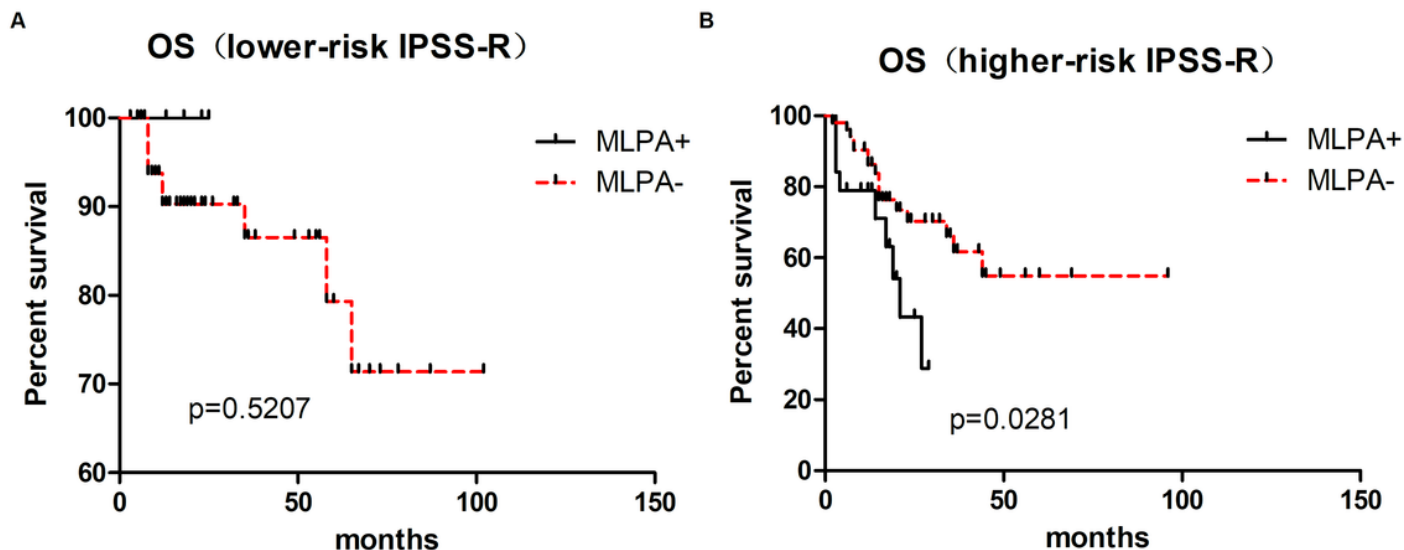 A
OS（lower-risk IPSS-R）
Percent survival
100
90
80
70
60
0
50
100
150
months
MLPA+
MLPA-
p=0.5207
B
OS（higher-risk IPSS-R）
Percent survival
100
80
60
40
20
0
0
50
100
150
months
MLPA+
MLPA-
p=0.0281